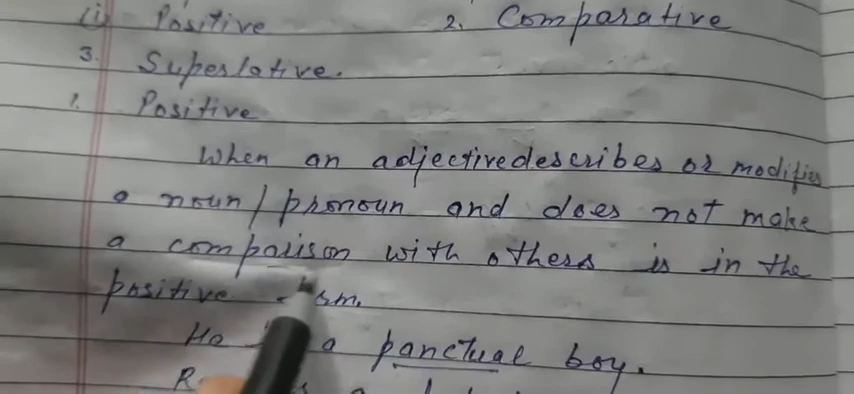 (i) Positive 2. Comparative
3. Superlative.
1. Positive
When an adjective describes or modifies
a noun/pronoun and does not make
a comparison with others is in the
positive
He a panctual boy.